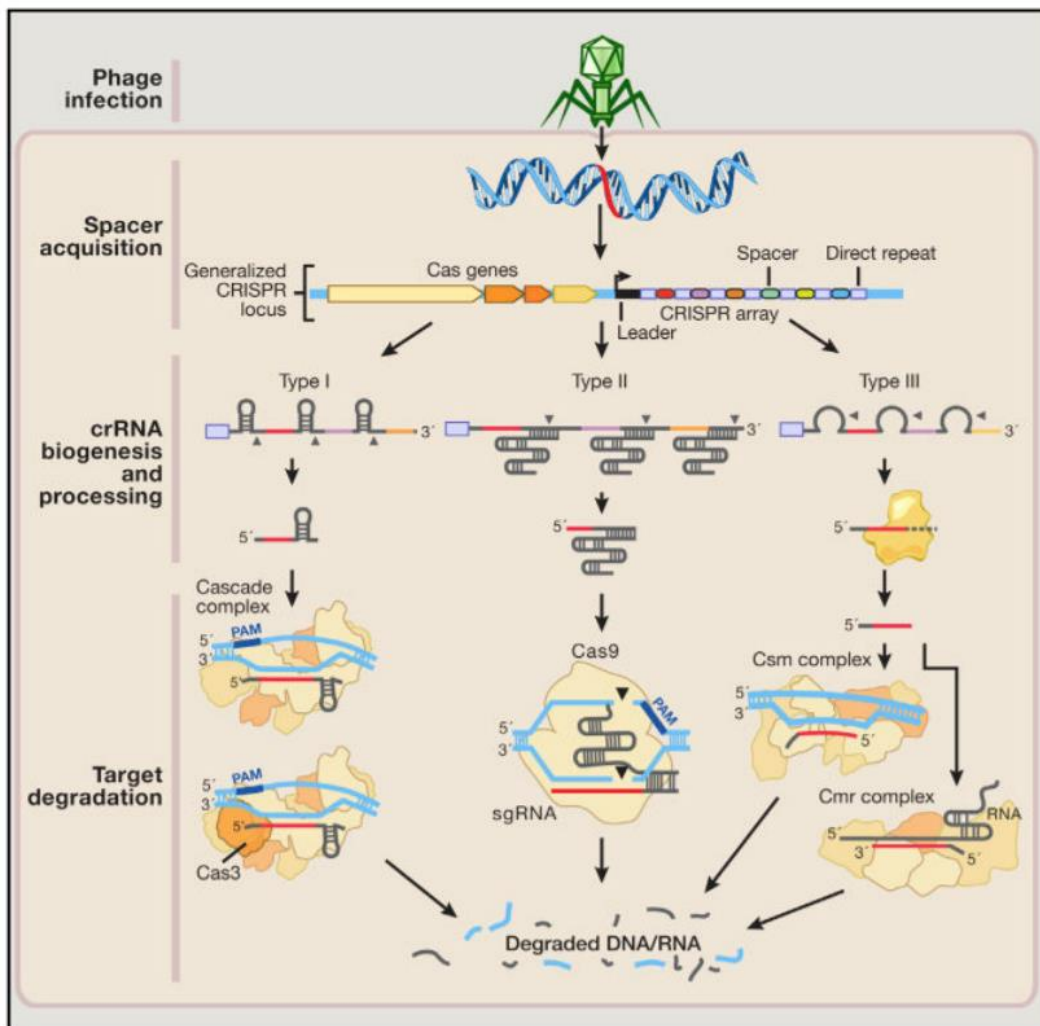 Phage
infection
Spacer
acquisition
Generalized
CRISPR
locus
Cas genes
Spacer
Direct repeat
CRISPR array
Leader
crRNA
biogenesis
and
processing
Type I
3´
5´
Type II
3´
5´
Type III
3´
5´
5´
Target
degradation
Cascade
complex
PAM
5´
3´
5´
PAM
5´
3´
5´
Cas3
Cas9
PAM
5´
3´
sgRNA
Csm complex
5´
3´
5´
Cmr complex
RNA
5´
3´
5´
Degraded DNA/RNA